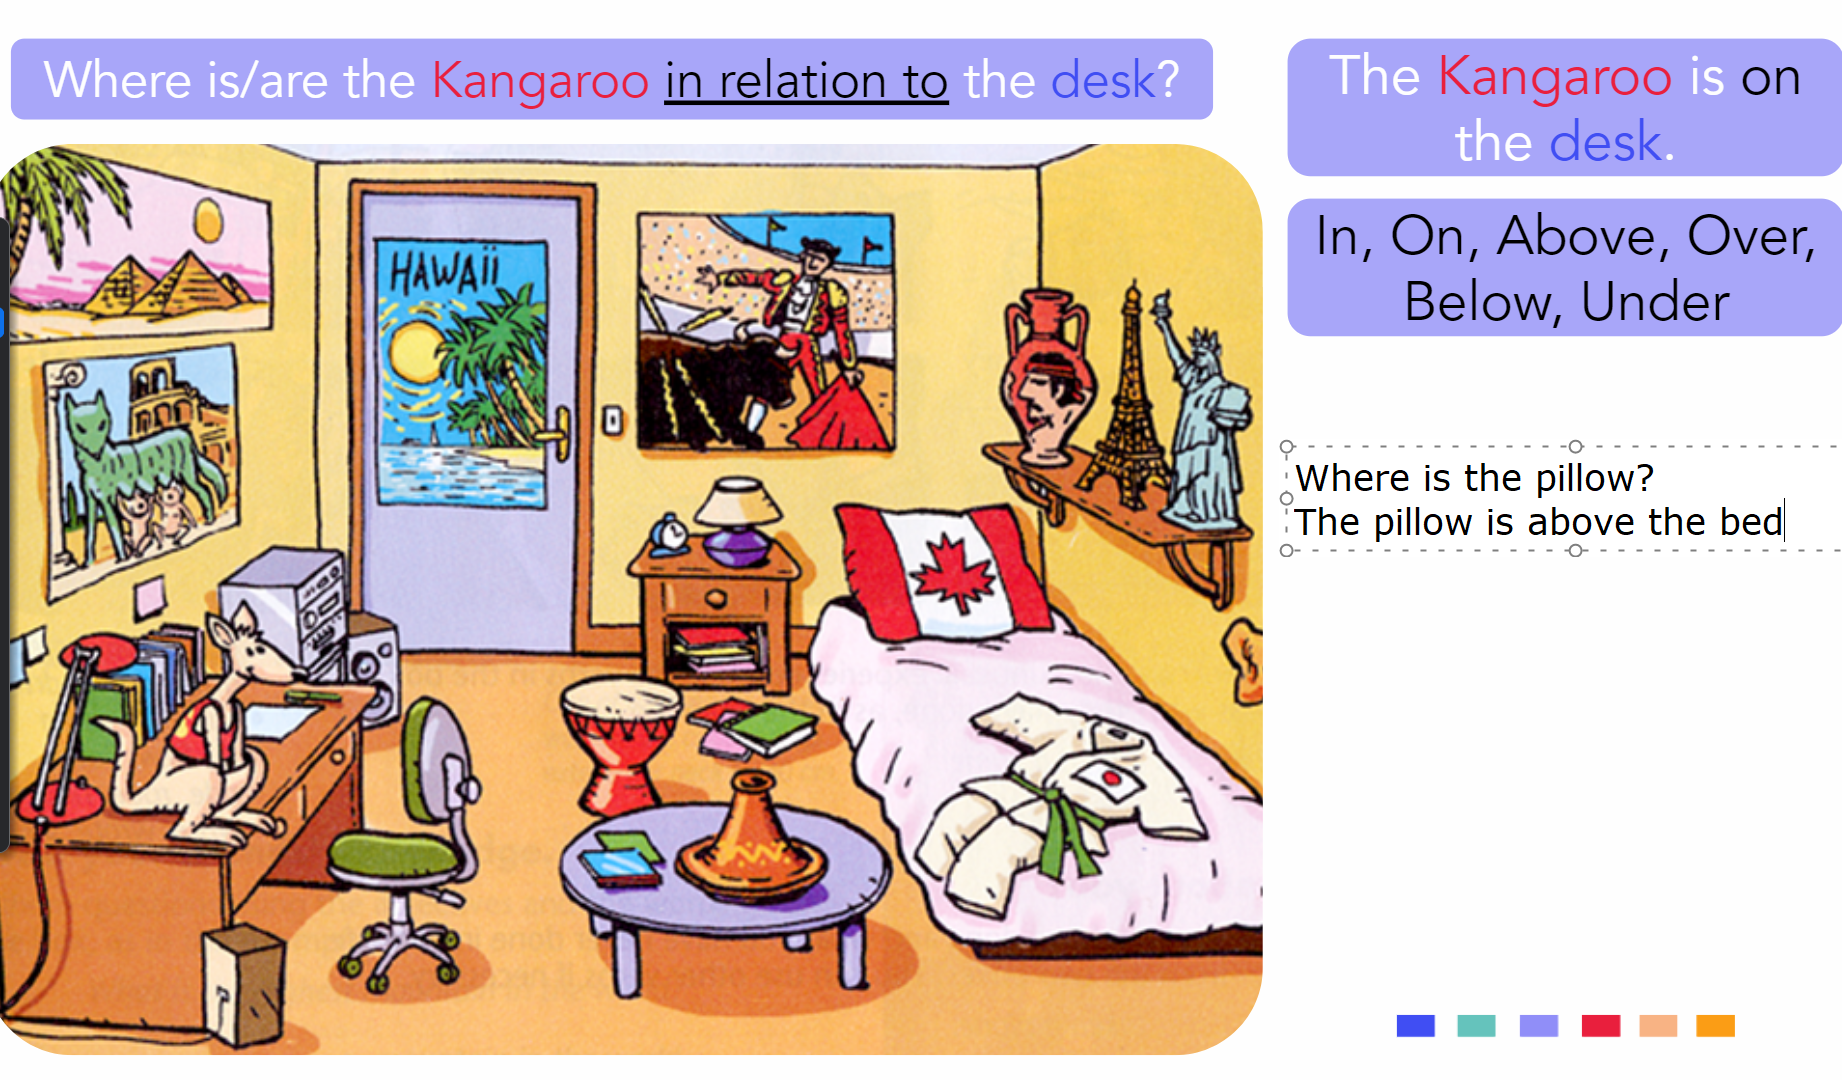 Where is/are the Kangaroo in relation to the desk?
The Kangaroo is on
the desk.
In, On, Above, Over,
Below, Under
HAWAii
Where is the pillow?
The pillow is above the bed